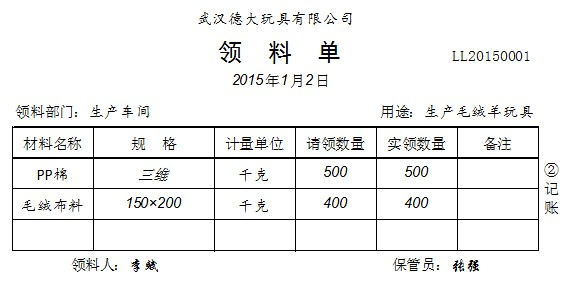 武汉德大玩具有限公司
领 料 单
LL20150001
2015年1月2日
领料部门：生产车间 用途：生产毛绒羊玩具
材料名称 规 格 计量单位 请领数量 实领数量 备注
PP棉 三维 千克 500 500
毛绒布料 150×200 千克 400 400
②记账
领料人：李斌 保管员：张强